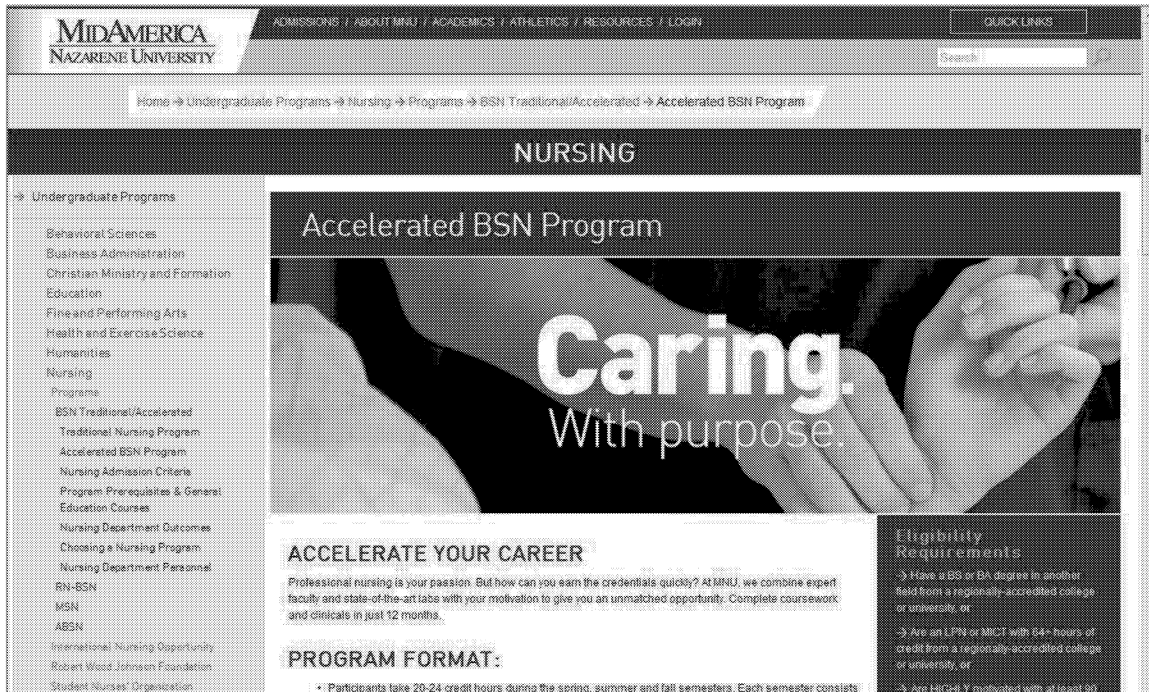 MIDAMERICA
NAZARENE UNIVERSITY
ADMISSIONS / ABOUT MNU / ACADEMICS / ATHLETICS / RESOURCES / LOGIN
QUICK LINKS
Search
Home → Undergraduate Programs → Nursing → Programs → BSN Traditional/Accelerated → Accelerated BSN Program
NURSING
→ Undergraduate Programs
Behavioral Sciences
Business Administration
Christian Ministry and Formation
Education
Fine and Performing Arts
Health and Exercise Science
Humanities
Nursing
Programs
BSN Traditional/Accelerated
Traditional Nursing Program
Accelerated BSN Program
Nursing Admission Criteria
Program Prerequisites & General
Education Courses
Nursing Department Outcomes
Choosing a Nursing Program
Nursing Department Personnel
RN-BSN
MSN
ABSN
International Nursing Opportunity
Robert Wood Johnson Foundation
Student Nurses' Organization
Accelerated BSN Program
Caring.
With purpose.
ACCELERATE YOUR CAREER
Professional nursing is your passion. But how can you earn the credentials quickly? At MNU, we combine expert
faculty and state-of-the-art labs with your motivation to give you an unmatched opportunity. Complete coursework
and clinicals in just 12 months.
PROGRAM FORMAT:
• Participants take 20-24 credit hours during the spring, summer and fall semesters. Each semester consists
Eligibility
Requirements
→ Have a BS or BA degree in another
field from a regionally-accredited college
or university, or
→ Are an LPN or MICT with 64+ hours of
credit from a regionally-accredited college
or university, or
→ Are HIGHLY motivated with at least